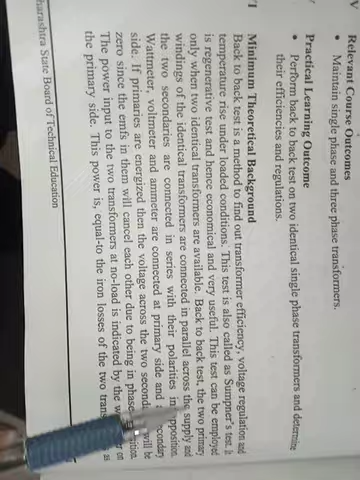 V Relevant Course Outcomes
• Maintain single phase and three phase transformers.
Practical Learning Outcome
• Perform back to back test on two identical single phase transformers and determine
their efficiencies and regulations.
VI Minimum Theoretical Background
Back to back test is a method to find out transformer efficiency, voltage regulation and
temperature rise under loaded conditions. This test is also called as Sumpner's test. It
is regenerative test and hence economical and very useful. This test can be employed
only when two identical transformers are available. Back to back test, the two primary
windings of the identical transformers are connected in parallel across the supply and
the two secondaries are connected in series with their polarities in opposition.
Wattmeter, voltmeter and ammeter are connected at primary side and secondary
side. If primaries are energized then the voltage across the two will be
zero since the emfs in them will cancel each other due to being in phase
The power input to the two transformers at no-load is indicated by the on
the primary side. This power is, equal-to the iron losses of the two as
harashtra State Board of Technical Education